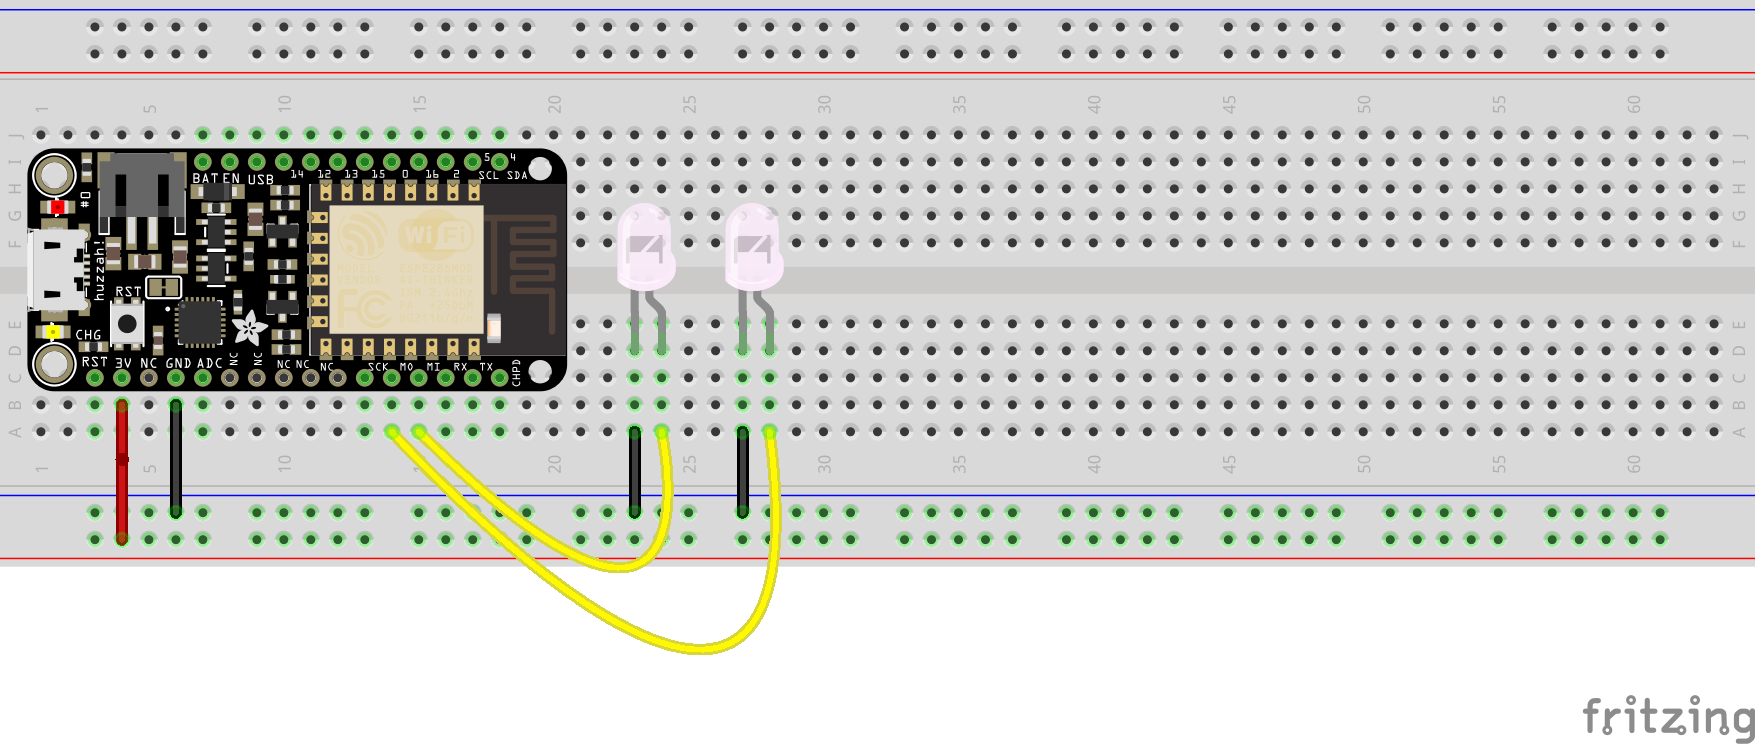 1 5 10 15 20 25 30 35 40 45 50 55 60
J J
I I
H H
G G
F F
5 4
BAT EN USB 14 12 13 15 0 16 2 SCL SDA
#0
huzzah!
WiFi
FC
RST
CHG
E E
D D
RST 3V NC GND ADC NC NC NC NC NC SCK MO MI RX TX CHPD
C C
B B
A A
1 5 10 15 20 25 30 35 40 45 50 55 60
fritzing